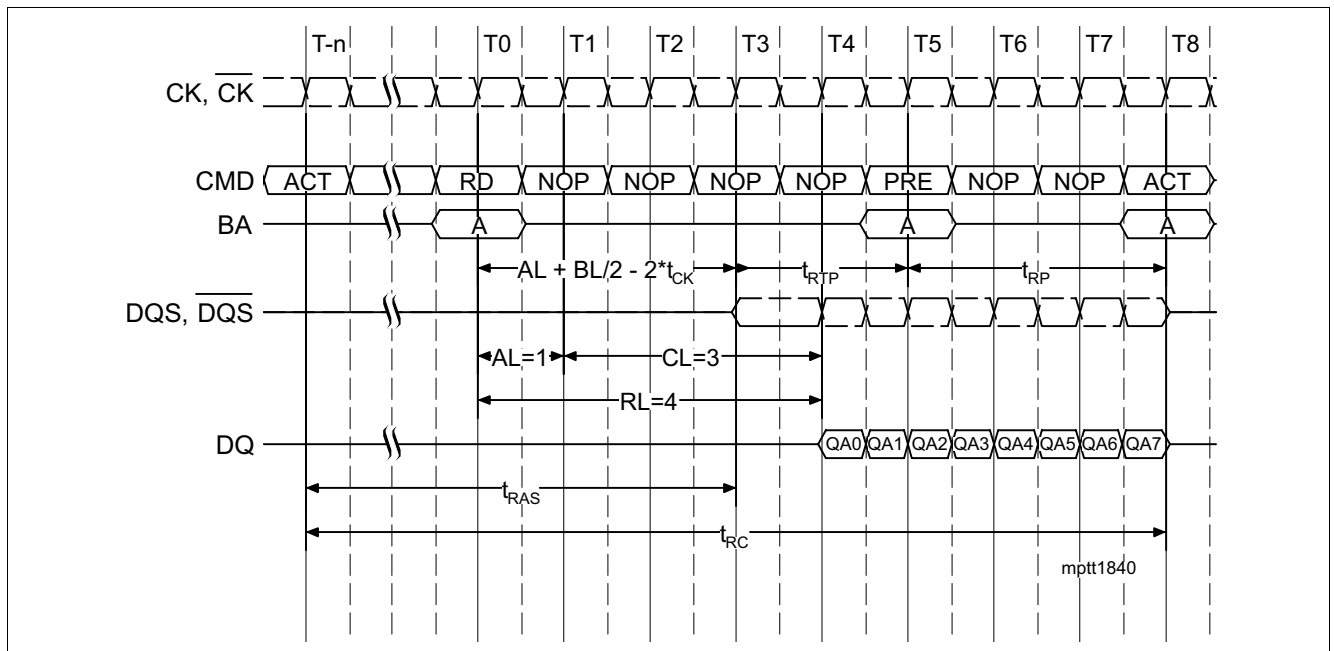 T-n T0 T1 T2 T3 T4 T5 T6 T7 T8
CK, C̅K̅
CMD ACT RD NOP NOP NOP NOP PRE NOP NOP ACT
BA A A A
AL + BL/2 - 2*tCK tRTP tRP
DQS, D̅Q̅S̅
AL=1 CL=3
RL=4
DQ QA0 QA1 QA2 QA3 QA4 QA5 QA6 QA7
tRAS
tRC
mptt1840